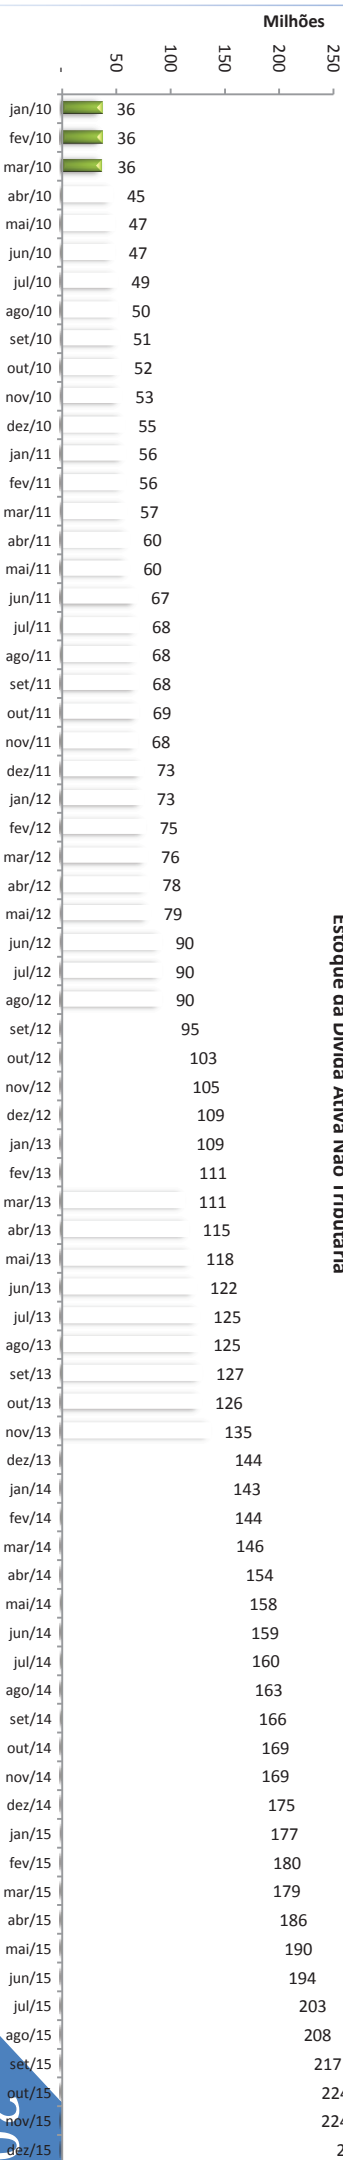 Milhões
- 50 100 150 200 250
Estoque da Dívida Ativa Não Tributária
jan/10 36
fev/10 36
mar/10 36
abr/10 45
mai/10 47
jun/10 47
jul/10 49
ago/10 50
set/10 51
out/10 52
nov/10 53
dez/10 55
jan/11 56
fev/11 56
mar/11 57
abr/11 60
mai/11 60
jun/11 67
jul/11 68
ago/11 68
set/11 68
out/11 69
nov/11 68
dez/11 73
jan/12 73
fev/12 75
mar/12 76
abr/12 78
mai/12 79
jun/12 90
jul/12 90
ago/12 90
set/12 95
out/12 103
nov/12 105
dez/12 109
jan/13 109
fev/13 111
mar/13 111
abr/13 115
mai/13 118
jun/13 122
jul/13 125
ago/13 125
set/13 127
out/13 126
nov/13 135
dez/13 144
jan/14 143
fev/14 144
mar/14 146
abr/14 154
mai/14 158
jun/14 159
jul/14 160
ago/14 163
set/14 166
out/14 169
nov/14 169
dez/14 175
jan/15 177
fev/15 180
mar/15 179
abr/15 186
mai/15 190
jun/15 194
jul/15 203
ago/15 208
set/15 217
out/15 224
nov/15 224
dez/15